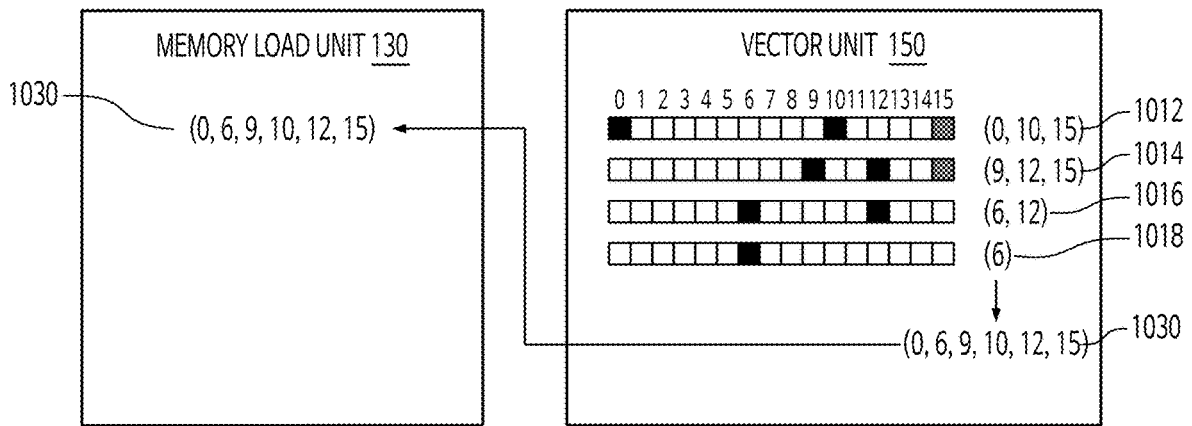 MEMORY LOAD UNIT 130
1030
(0, 6, 9, 10, 12, 15)
VECTOR UNIT 150
0 1 2 3 4 5 6 7 8 9 10 11 12 13 14 15
(0, 10, 15)
1012
(9, 12, 15)
1014
(6, 12)
1016
(6)
1018
(0, 6, 9, 10, 12, 15)
1030